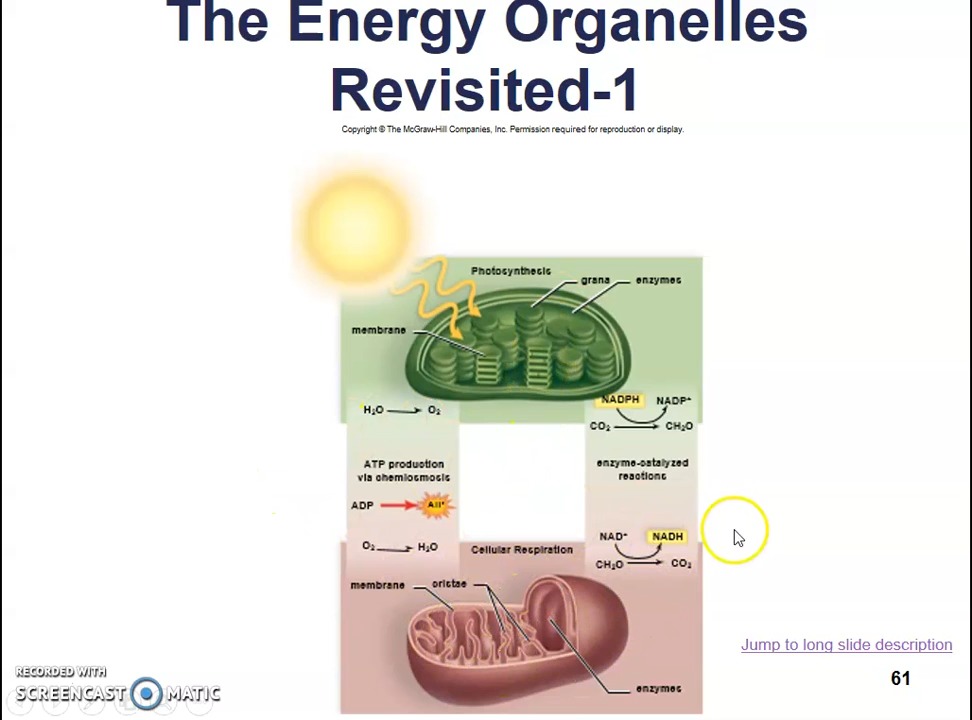 The Energy Organelles
Revisited-1
Copyright © The McGraw-Hill Companies, Inc. Permission required for reproduction or display.
Photosynthesis
grana
enzymes
membrane
NADPH
NADP⁺
H₂O
O₂
CO₂
CH₂O
ATP production
via chemiosmosis
enzyme-catalyzed
reactions
ADP
ATP
NAD⁺
NADH
O₂
H₂O
Cellular Respiration
CH₂O
CO₂
membrane
cristae
Jump to long slide description
61
RECORDED WITH
SCREENCAST MATIC
enzymes